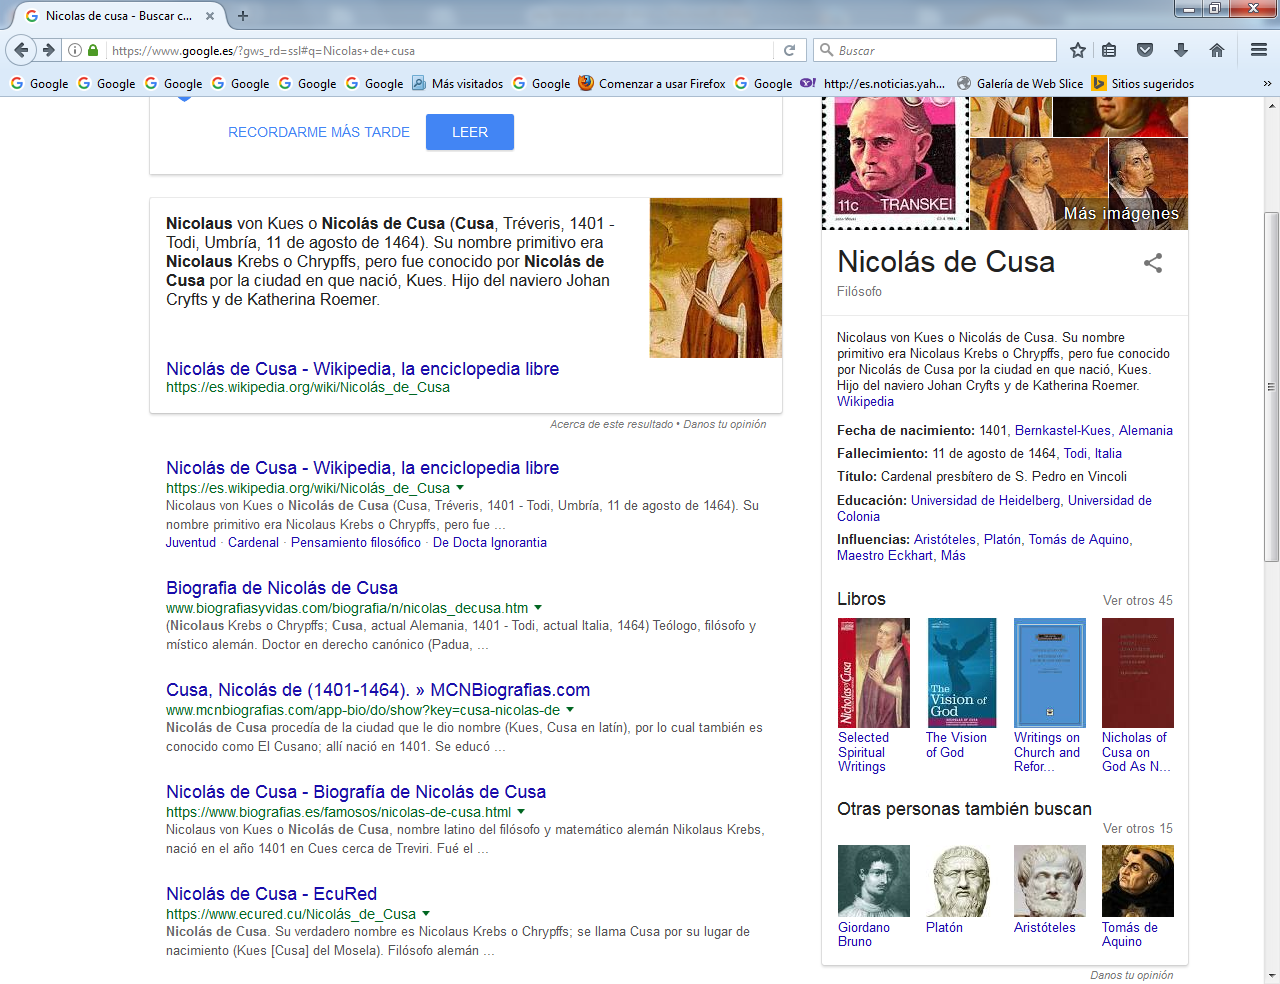 Nicolas de cusa - Buscar c...
https://www.google.es/?gws_rd=ssl#q=Nicolas+de+cusa
Buscar
Google
Google
Google
Google
Google
Google
Más visitados
Google
Comenzar a usar Firefox
Google
http://es.noticias.yah...
Galería de Web Slice
Sitios sugeridos
RECORDARME MÁS TARDE
LEER
Nicolaus von Kues o Nicolás de Cusa (Cusa, Tréveris, 1401 -
Todi, Umbría, 11 de agosto de 1464). Su nombre primitivo era
Nicolaus Krebs o Chrypffs, pero fue conocido por Nicolás de
Cusa por la ciudad en que nació, Kues. Hijo del naviero Johan
Cryfts y de Katherina Roemer.
Nicolás de Cusa - Wikipedia, la enciclopedia libre
https://es.wikipedia.org/wiki/Nicolás_de_Cusa
Acerca de este resultado • Danos tu opinión
Nicolás de Cusa - Wikipedia, la enciclopedia libre
https://es.wikipedia.org/wiki/Nicolás_de_Cusa
Nicolaus von Kues o Nicolás de Cusa (Cusa, Tréveris, 1401 - Todi, Umbría, 11 de agosto de 1464). Su
nombre primitivo era Nicolaus Krebs o Chrypffs, pero fue ...
Juventud · Cardenal · Pensamiento filosófico · De Docta Ignorantia
Biografia de Nicolás de Cusa
www.biografiasyvidas.com/biografia/n/nicolas_decusa.htm
(Nicolaus Krebs o Chrypffs; Cusa, actual Alemania, 1401 - Todi, actual Italia, 1464) Teólogo, filósofo y
místico alemán. Doctor en derecho canónico (Padua, ...
Cusa, Nicolás de (1401-1464). » MCNBiografias.com
www.mcnbiografias.com/app-bio/do/show?key=cusa-nicolas-de
Nicolás de Cusa procedía de la ciudad que le dio nombre (Kues, Cusa en latín), por lo cual también es
conocido como El Cusano; allí nació en 1401. Se educó ...
Nicolás de Cusa - Biografía de Nicolás de Cusa
https://www.biografias.es/famosos/nicolas-de-cusa.html
Nicolaus von Kues o Nicolás de Cusa, nombre latino del filósofo y matemático alemán Nikolaus Krebs,
nació en el año 1401 en Cues cerca de Treviri. Fué el ...
Nicolás de Cusa - EcuRed
https://www.ecured.cu/Nicolás_de_Cusa
Nicolás de Cusa. Su verdadero nombre es Nicolaus Krebs o Chrypffs; se llama Cusa por su lugar de
nacimiento (Kues [Cusa] del Mosela). Filósofo alemán ...
11c TRANSKEI
Más imágenes
Nicolás de Cusa
Filósofo
Nicolaus von Kues o Nicolás de Cusa. Su nombre
primitivo era Nicolaus Krebs o Chrypffs, pero fue conocido
por Nicolás de Cusa por la ciudad en que nació, Kues.
Hijo del naviero Johan Cryfts y de Katherina Roemer.
Wikipedia
Fecha de nacimiento: 1401, Bernkastel-Kues, Alemania
Fallecimiento: 11 de agosto de 1464, Todi, Italia
Título: Cardenal presbítero de S. Pedro en Vincoli
Educación: Universidad de Heidelberg, Universidad de
Colonia
Influencias: Aristóteles, Platón, Tomás de Aquino,
Maestro Eckhart, Más
Libros
Ver otros 45
Nicholas of Cusa
The
Vision of
God
Selected
Spiritual
Writings
The Vision
of God
Writings on
Church and
Refor...
Nicholas of
Cusa on
God As N...
Otras personas también buscan
Ver otros 15
Giordano
Bruno
Platón
Aristóteles
Tomás de
Aquino
Danos tu opinión